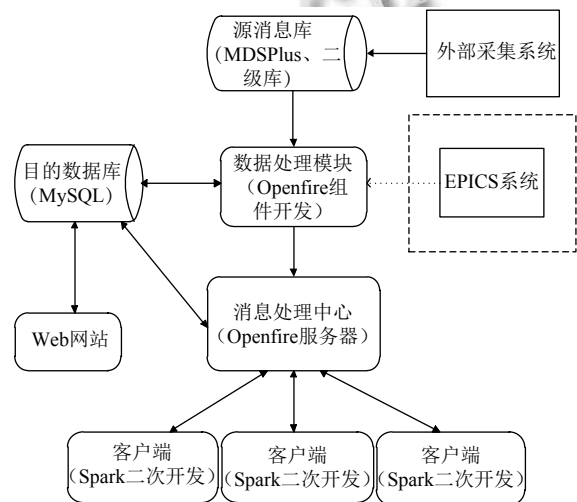 源消息库
(MDSPlus、二
级库)
外部采集系统
目的数据库
(MySQL)
数据处理模块
（Openfire组
件开发）
EPICS系统
消息处理中心
（Openfire服务器）
Web网站
客户端
（Spark二次开发）
客户端
（Spark二次开发）
客户端
（Spark二次开发）